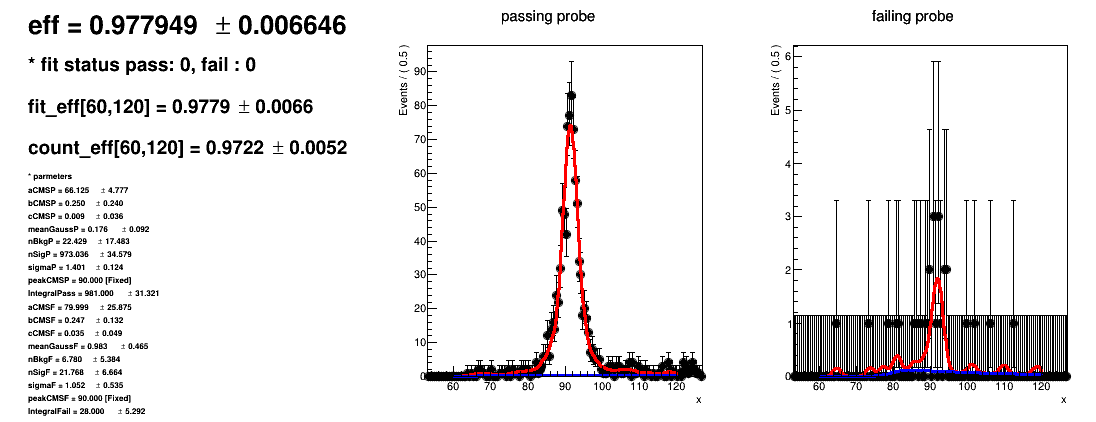 eff = 0.977949 ± 0.006646
* fit status pass: 0, fail : 0
fit_eff[60,120] = 0.9779 ± 0.0066
count_eff[60,120] = 0.9722 ± 0.0052
* parmeters
aCMSP = 66.125 ± 4.777
bCMSP = 0.250 ± 0.240
cCMSP = 0.009 ± 0.036
meanGaussP = 0.176 ± 0.092
nBkgP = 22.429 ± 17.483
nSigP = 973.036 ± 34.579
sigmaP = 1.401 ± 0.124
peakCMSP = 90.000 [Fixed]
IntegralPass = 981.000 ± 31.321
aCMSF = 79.999 ± 25.875
bCMSF = 0.247 ± 0.132
cCMSF = 0.035 ± 0.049
meanGaussF = 0.983 ± 0.465
nBkgF = 6.780 ± 5.384
nSigF = 21.768 ± 6.664
sigmaF = 1.052 ± 0.535
peakCMSF = 90.000 [Fixed]
IntegralFail = 28.000 ± 5.292
passing probe
Events / ( 0.5 )
90
80
70
60
50
40
30
20
10
0
60 70 80 90 100 110 120
x
failing probe
Events / ( 0.5 )
6
5
4
3
2
1
0
60 70 80 90 100 110 120
x